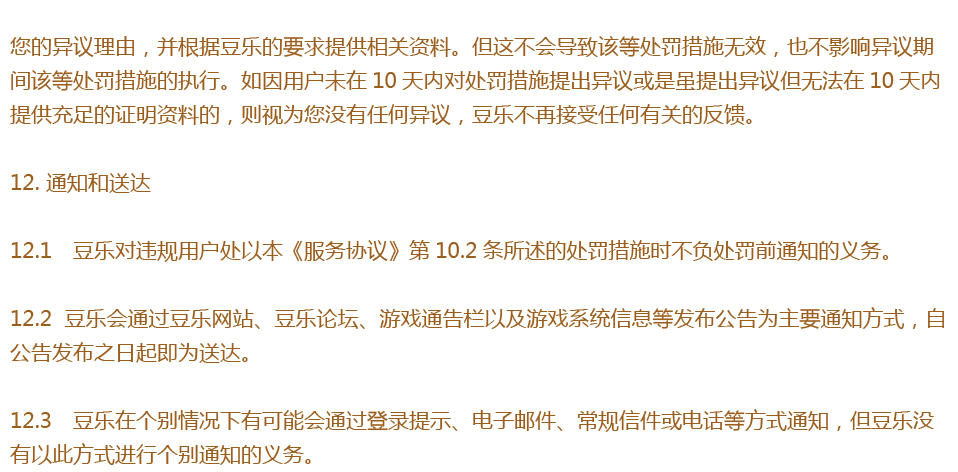 您的异议理由，并根据豆乐的要求提供相关资料。但这不会导致该等处罚措施无效，也不影响异议期
间该等处罚措施的执行。如因用户未在 10 天内对处罚措施提出异议或是虽提出异议但无法在 10 天内
提供充足的证明资料的，则视为您没有任何异议，豆乐不再接受任何有关的反馈。
12. 通知和送达
12.1 豆乐对违规用户处以本《服务协议》第 10.2 条所述的处罚措施时不负处罚前通知的义务。
12.2 豆乐会通过豆乐网站、豆乐论坛、游戏通告栏以及游戏系统信息等发布公告为主要通知方式，自
公告发布之日起即为送达。
12.3 豆乐在个别情况下有可能会通过登录提示、电子邮件、常规信件或电话等方式通知，但豆乐没
有以此方式进行个别通知的义务。